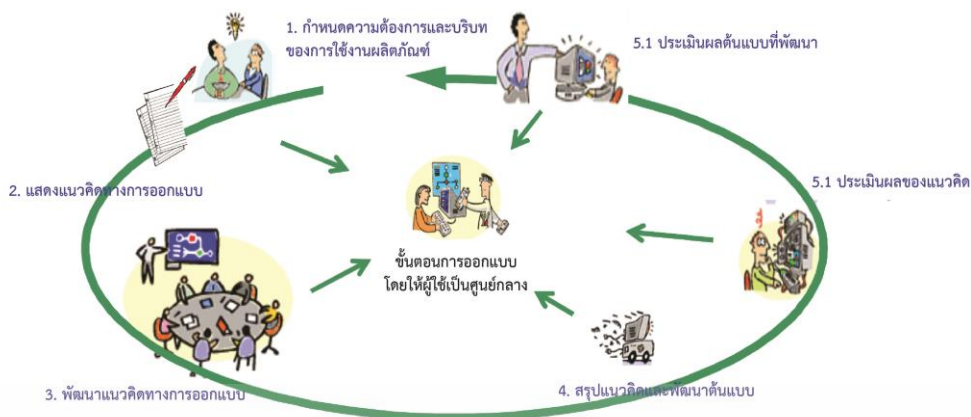 1. กำหนดความต้องการและบริบท
ของการใช้งานผลิตภัณฑ์
5.1 ประเมินผลต้นแบบที่พัฒนา
2. แสดงแนวคิดทางการออกแบบ
5.1 ประเมินผลของแนวคิด
ขั้นตอนการออกแบบ
โดยให้ผู้ใช้เป็นศูนย์กลาง
3. พัฒนาแนวคิดทางการออกแบบ
4. สรุปแนวคิดและพัฒนาต้นแบบ